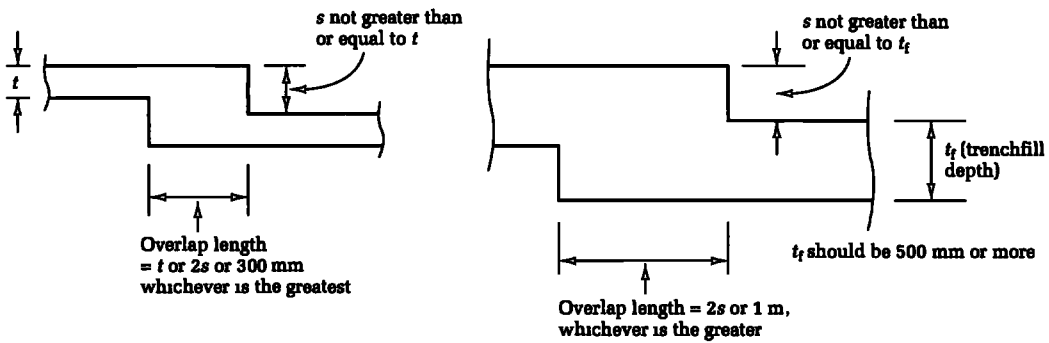 s not greater than
or equal to t
t
Overlap length
= t or 2s or 300 mm
whichever is the greatest
s not greater than
or equal to tf
tf (trenchfill
depth)
tf should be 500 mm or more
Overlap length = 2s or 1 m,
whichever is the greater